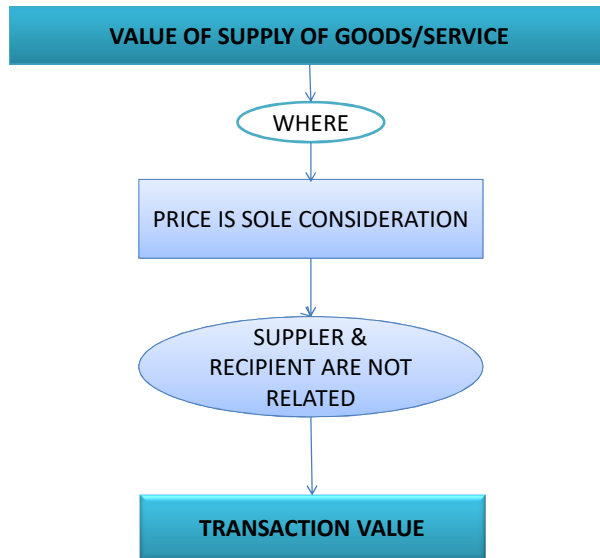 VALUE OF SUPPLY OF GOODS/SERVICE
WHERE
PRICE IS SOLE CONSIDERATION
SUPPLER &
RECIPIENT ARE NOT
RELATED
TRANSACTION VALUE